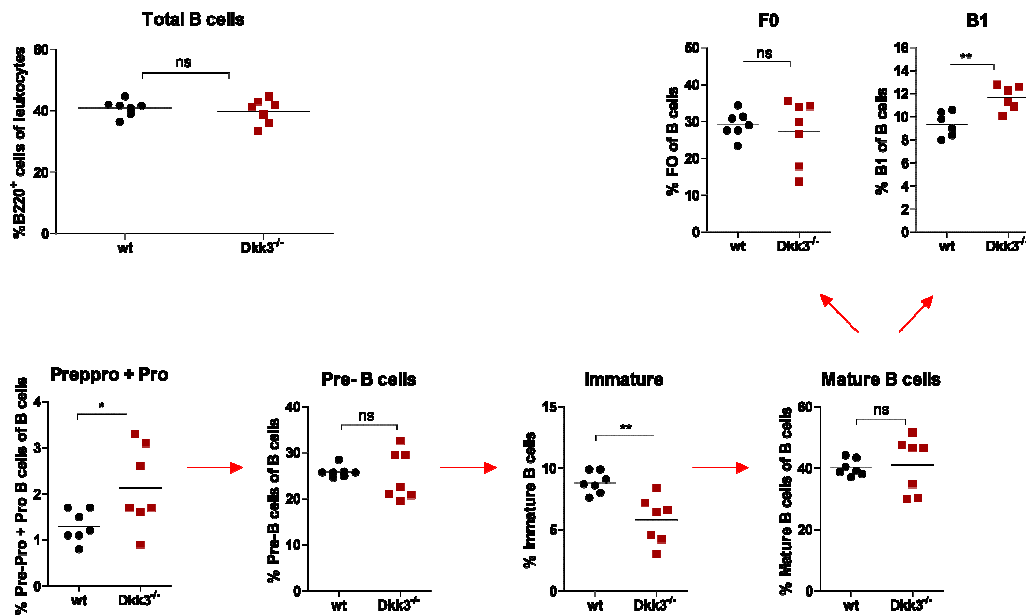 Total B cells
ns
80
60
40
20
0
%B220⁺ cells of leukocytes
wt
Dkk3⁻/⁻
F0
ns
50
40
30
20
10
0
% FO of B cells
wt
Dkk3⁻/⁻
B1
**
16
14
12
10
8
6
4
2
0
% B1 of B cells
wt
Dkk3⁻/⁻
Preppro + Pro
*
4
3
2
1
0
% Pre-Pro + Pro B cells of B cells
wt
Dkk3⁻/⁻
Pre- B cells
ns
40
30
20
10
0
% Pre-B cells of B cells
wt
Dkk3⁻/⁻
Immature
**
15
10
5
0
% Immature B cells
wt
Dkk3⁻/⁻
Mature B cells
ns
60
40
20
0
% Mature B cells of B cells
wt
Dkk3⁻/⁻